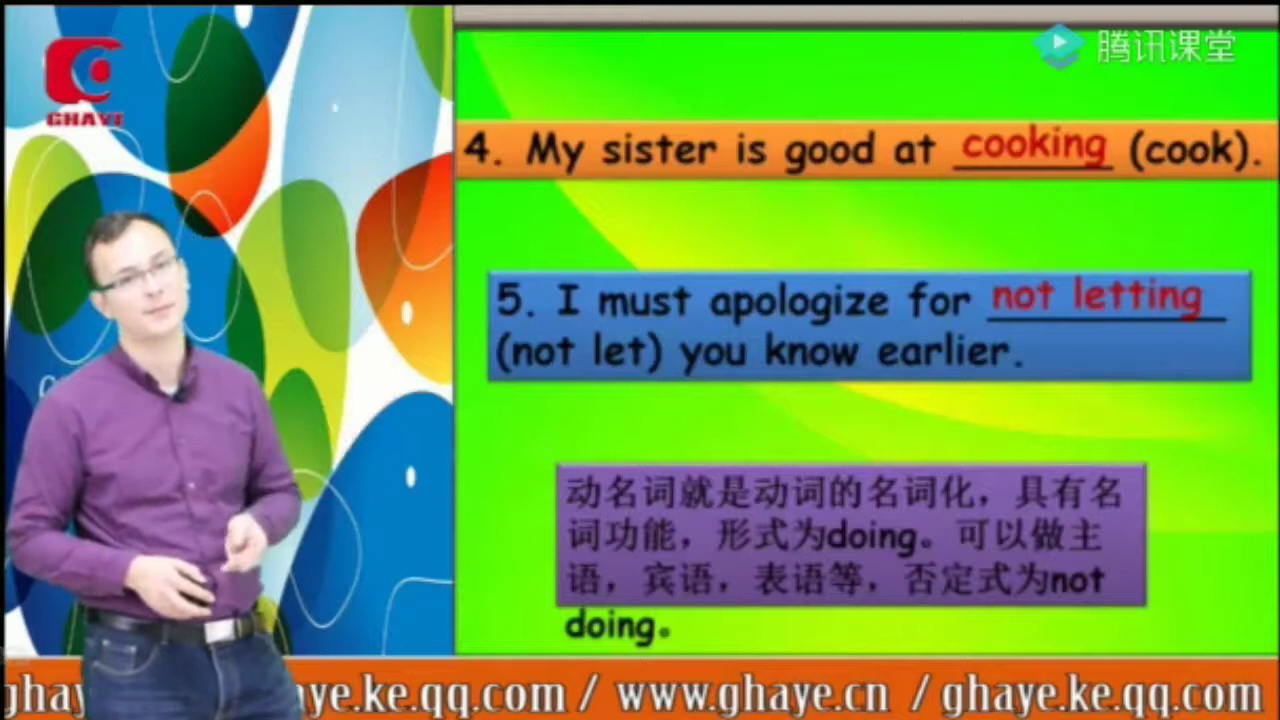 GHAYE
腾讯课堂
4. My sister is good at cooking (cook).
5. I must apologize for not letting
(not let) you know earlier.
动名词就是动词的名词化，具有名
词功能，形式为doing。可以做主
语，宾语，表语等，否定式为not
doing。
ghay aye.ke.qq.com / www.ghaye.cn / ghaye.ke.qq.com